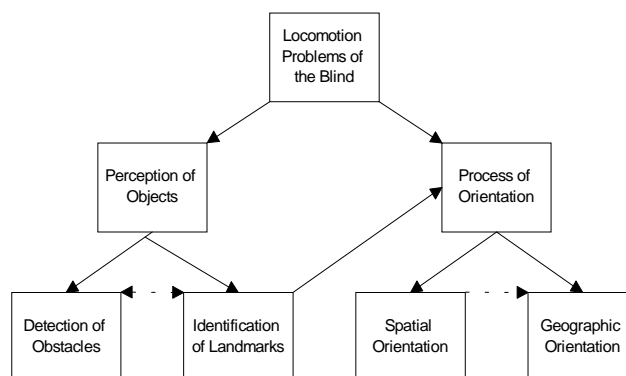 Locomotion
Problems of
the Blind
Perception of
Objects
Process of
Orientation
Detection of
Obstacles
Identification
of Landmarks
Spatial
Orientation
Geographic
Orientation